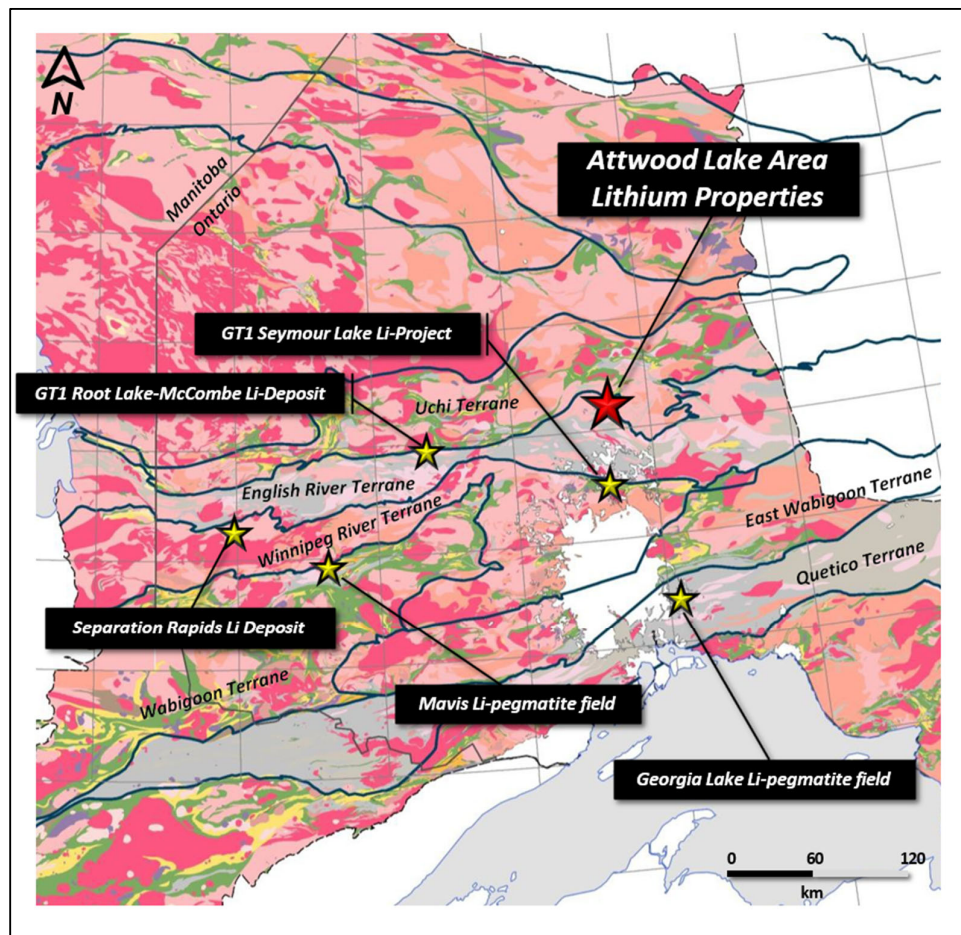 N
Manitoba
Ontario
Attwood Lake Area
Lithium Properties
GT1 Seymour Lake Li-Project
GT1 Root Lake-McCombe Li-Deposit
Uchi Terrane
English River Terrane
Winnipeg River Terrane
East Wabigoon Terrane
Quetico Terrane
Separation Rapids Li Deposit
Wabigoon Terrane
Mavis Li-pegmatite field
Georgia Lake Li-pegmatite field
0 60 120
km